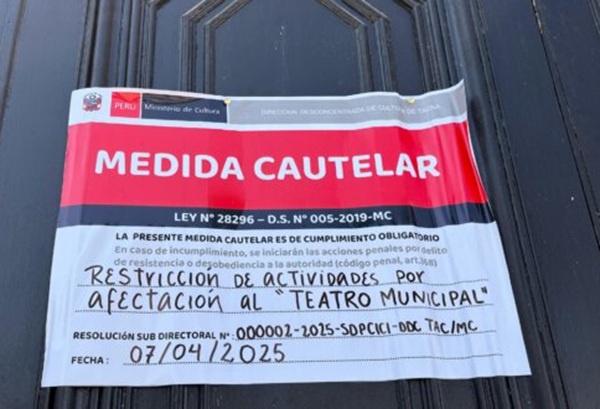 PERÚ Ministerio de Cultura DIRECCIÓN DESCONCENTRADA DE CULTURA DE TACNA
MEDIDA CAUTELAR
LEY N° 28296 – D.S. N° 005-2019-MC
LA PRESENTE MEDIDA CAUTELAR ES DE CUMPLIMIENTO OBLIGATORIO
En caso de incumplimiento, se iniciarán las acciones penales por delito
de resistencia o desobediencia a la autoridad (código penal, art.368)
RESTRICCIÓN DE ACTIVIDADES POR
AFECTACIÓN AL "TEATRO MUNICIPAL"
RESOLUCIÓN SUB DIRECTORAL N°: 000002-2025-SDPCICI-DDC TAC/MC
FECHA: 07/04/2025